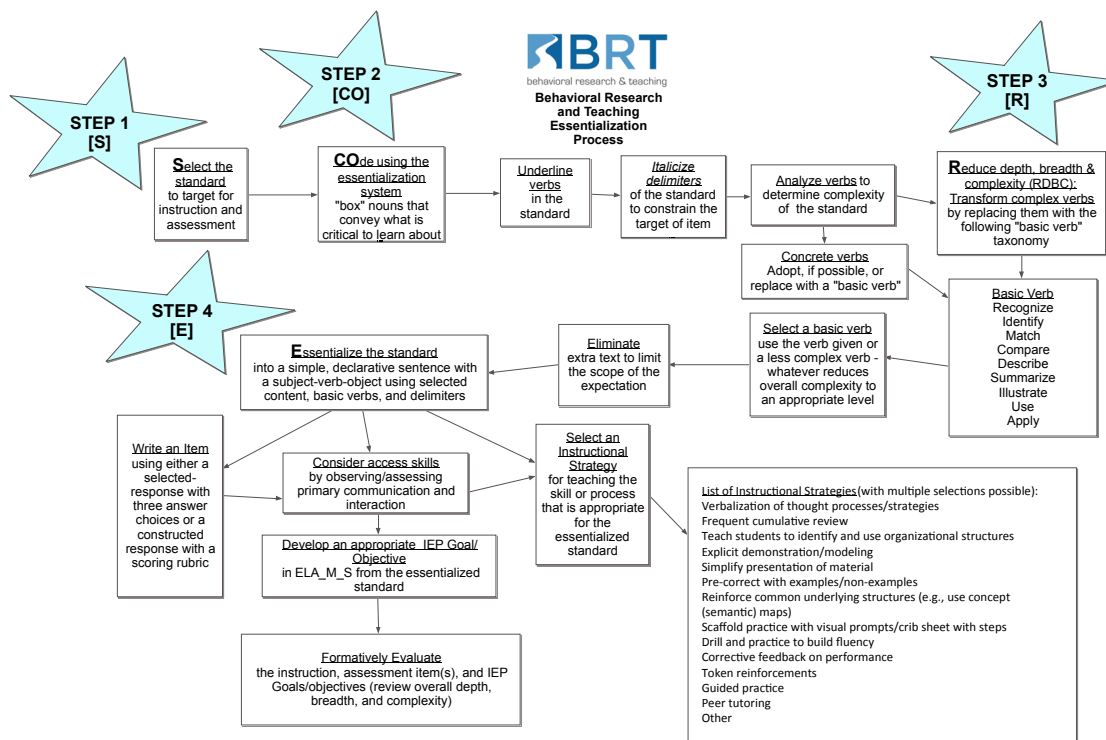 STEP 1
[S]
STEP 2
[CO]
BRT
behavioral research & teaching
Behavioral Research
and Teaching
Essentialization
Process
STEP 3
[R]
Select the
standard
to target for
instruction and
assessment
COde using the
essentialization
system
"box" nouns that
convey what is
critical to learn about
Underline
verbs
in the standard
Italicize
delimiters
of the standard
to constrain the
target of item
Analyze verbs to
determine complexity
of the standard
Reduce depth, breadth &
complexity (RDBC):
Transform complex verbs
by replacing them with the
following "basic verb"
taxonomy
Concrete verbs
Adopt, if possible, or
replace with a "basic verb"
Basic Verb
Recognize
Identify
Match
Compare
Describe
Summarize
Illustrate
Use
Apply
Select a basic verb
use the verb given or
a less complex verb -
whatever reduces
overall complexity to
an appropriate level
Eliminate
extra text to limit
the scope of the
expectation
STEP 4
[E]
Essentialize the standard
into a simple, declarative sentence with
a subject-verb-object using selected
content, basic verbs, and delimiters
Write an Item
using either a
selected-
response with
three answer
choices or a
constructed
response with a
scoring rubric
Consider access skills
by observing/assessing
primary communication and
interaction
Select an
Instructional
Strategy
for teaching the
skill or process
that is appropriate
for the
essentialized
standard
Develop an appropriate IEP Goal/
Objective
in ELA_M_S from the essentialized
standard
Formatively Evaluate
the instruction, assessment item(s), and IEP
Goals/objectives (review overall depth,
breadth, and complexity)
List of Instructional Strategies (with multiple selections possible):
Verbalization of thought processes/strategies
Frequent cumulative review
Teach students to identify and use organizational structures
Explicit demonstration/modeling
Simplify presentation of material
Pre-correct with examples/non-examples
Reinforce common underlying structures (e.g., use concept
(semantic) maps)
Scaffold practice with visual prompts/crib sheet with steps
Drill and practice to build fluency
Corrective feedback on performance
Token reinforcements
Guided practice
Peer tutoring
Other